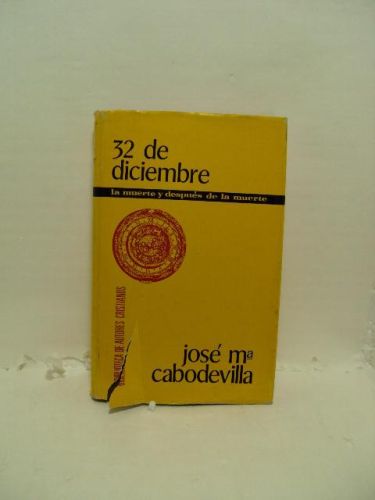 32 de
diciembre
la muerte y después de la muerte
BIBLIOTECA DE AUTORES CRISTIANOS
josé mª
cabodevilla